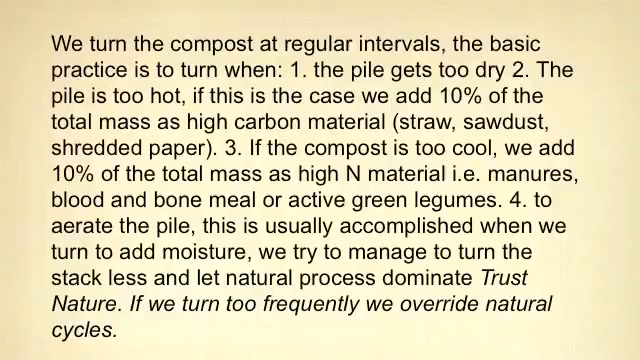 We turn the compost at regular intervals, the basic
practice is to turn when: 1. the pile gets too dry 2. The
pile is too hot, if this is the case we add 10% of the
total mass as high carbon material (straw, sawdust,
shredded paper). 3. If the compost is too cool, we add
10% of the total mass as high N material i.e. manures,
blood and bone meal or active green legumes. 4. to
aerate the pile, this is usually accomplished when we
turn to add moisture, we try to manage to turn the
stack less and let natural process dominate Trust
Nature. If we turn too frequently we override natural
cycles.